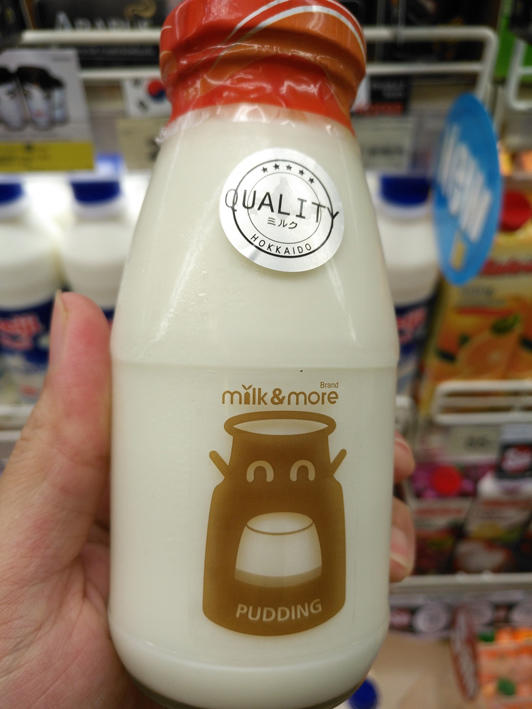 QUALITY
ミルク
HOKKAIDO
Brand
milk&more
PUDDING